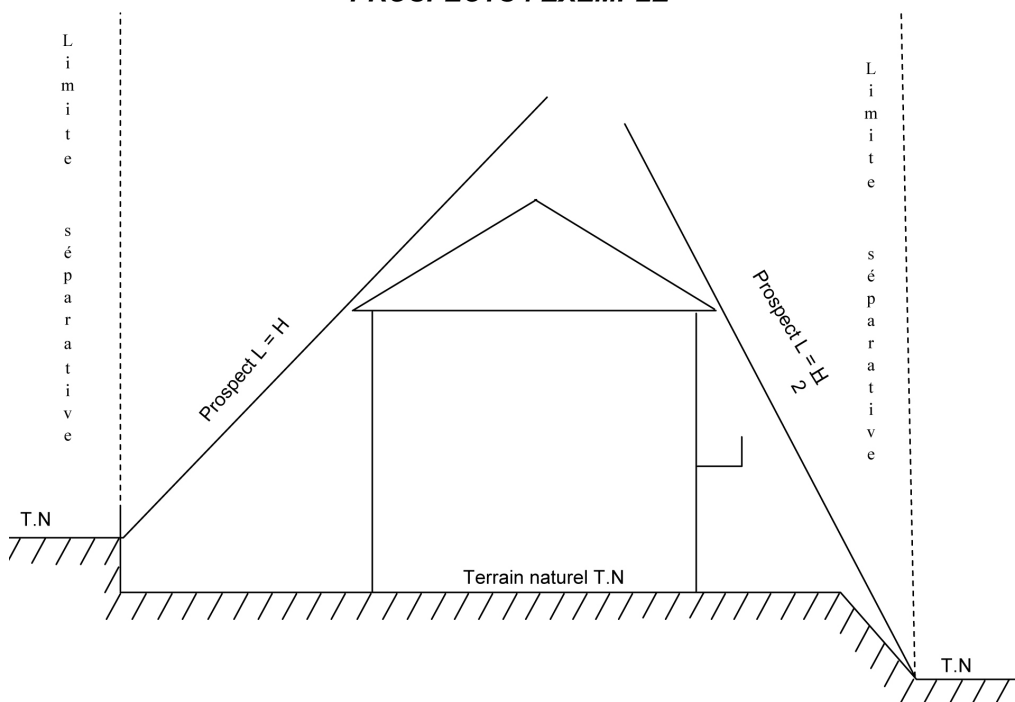 Limite séparative
Limite séparative
Prospect L = H
Prospect L = H
2
T.N
Terrain naturel T.N
T.N